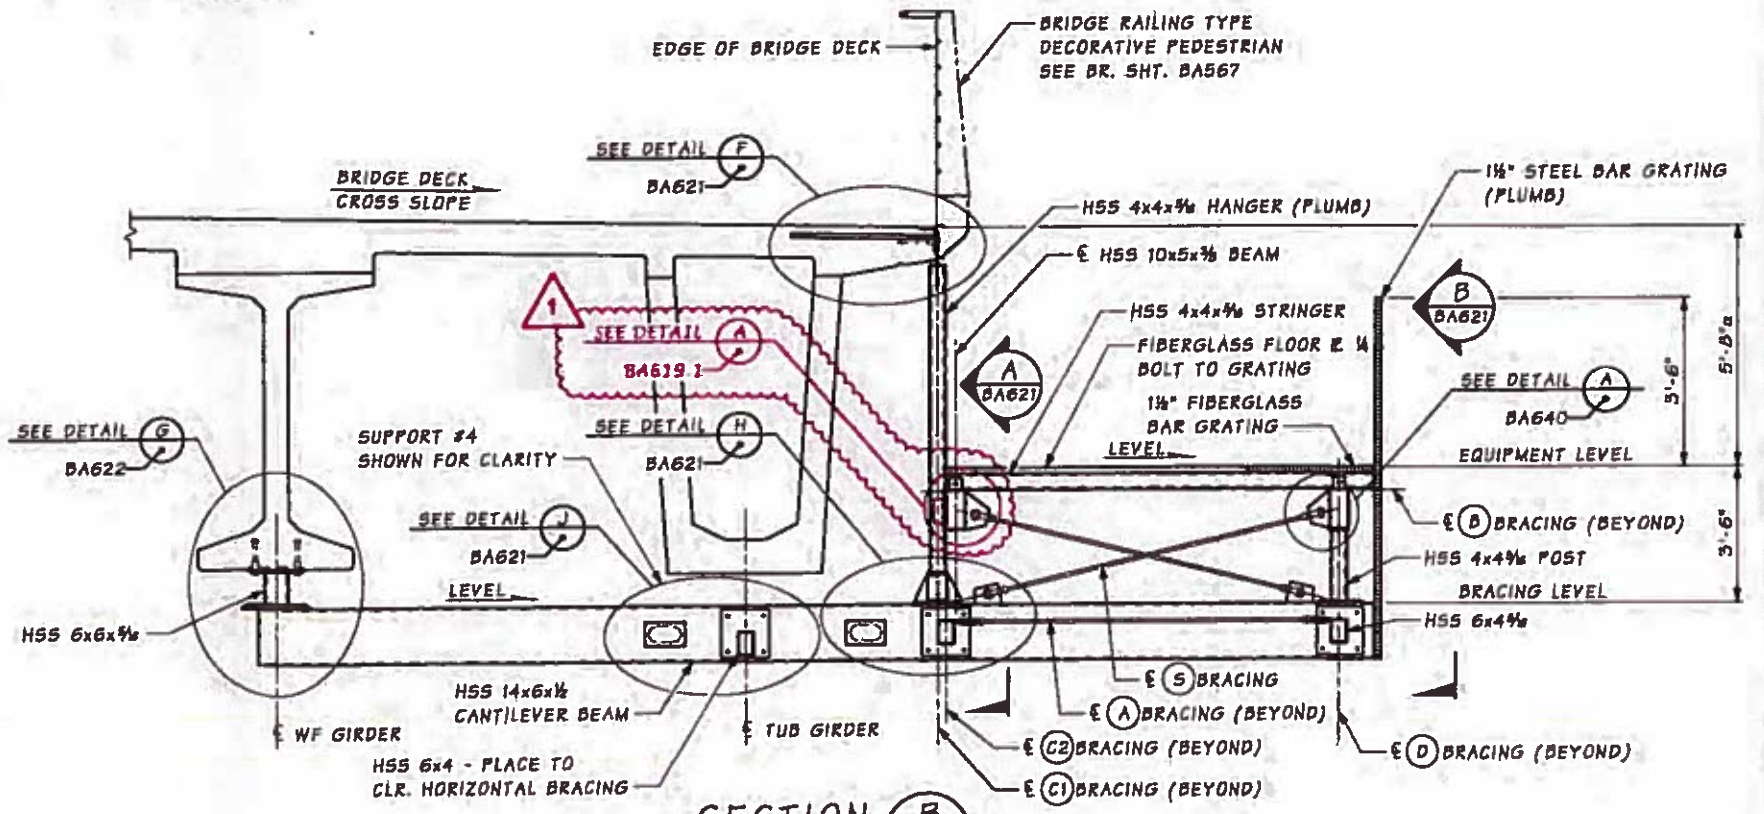 EDGE OF BRIDGE DECK
BRIDGE RAILING TYPE
DECORATIVE PEDESTRIAN
SEE BR. SHT. BA567
SEE DETAIL F
BA621
BRIDGE DECK
CROSS SLOPE
1½" STEEL BAR GRATING
(PLUMB)
HSS 4x4x⁵⁄₁₆ HANGER (PLUMB)
℄ HSS 10x5x⅜ BEAM
1
SEE DETAIL A
BA619.1
HSS 4x4x⁵⁄₁₆ STRINGER
FIBERGLASS FLOOR ℄ ¼
BOLT TO GRATING
1½" FIBERGLASS
BAR GRATING
A
BA621
B
BA621
3'-6"
5'-8"±
SEE DETAIL A
BA640
SEE DETAIL G
BA622
SUPPORT #4
SHOWN FOR CLARITY
SEE DETAIL H
BA621
LEVEL
EQUIPMENT LEVEL
SEE DETAIL J
BA621
℄ B BRACING (BEYOND)
HSS 4x4⁵⁄₁₆ POST
3'-6"
BRACING LEVEL
LEVEL
HSS 6x6x⁵⁄₁₆
HSS 6x4⁵⁄₁₆
HSS 14x6x½
CANTILEVER BEAM
℄ S BRACING
℄ A BRACING (BEYOND)
℄ WF GIRDER
℄ TUB GIRDER
℄ C2 BRACING (BEYOND)
℄ D BRACING (BEYOND)
HSS 6x4 - PLACE TO
CLR. HORIZONTAL BRACING
℄ C1 BRACING (BEYOND)
SECTION B